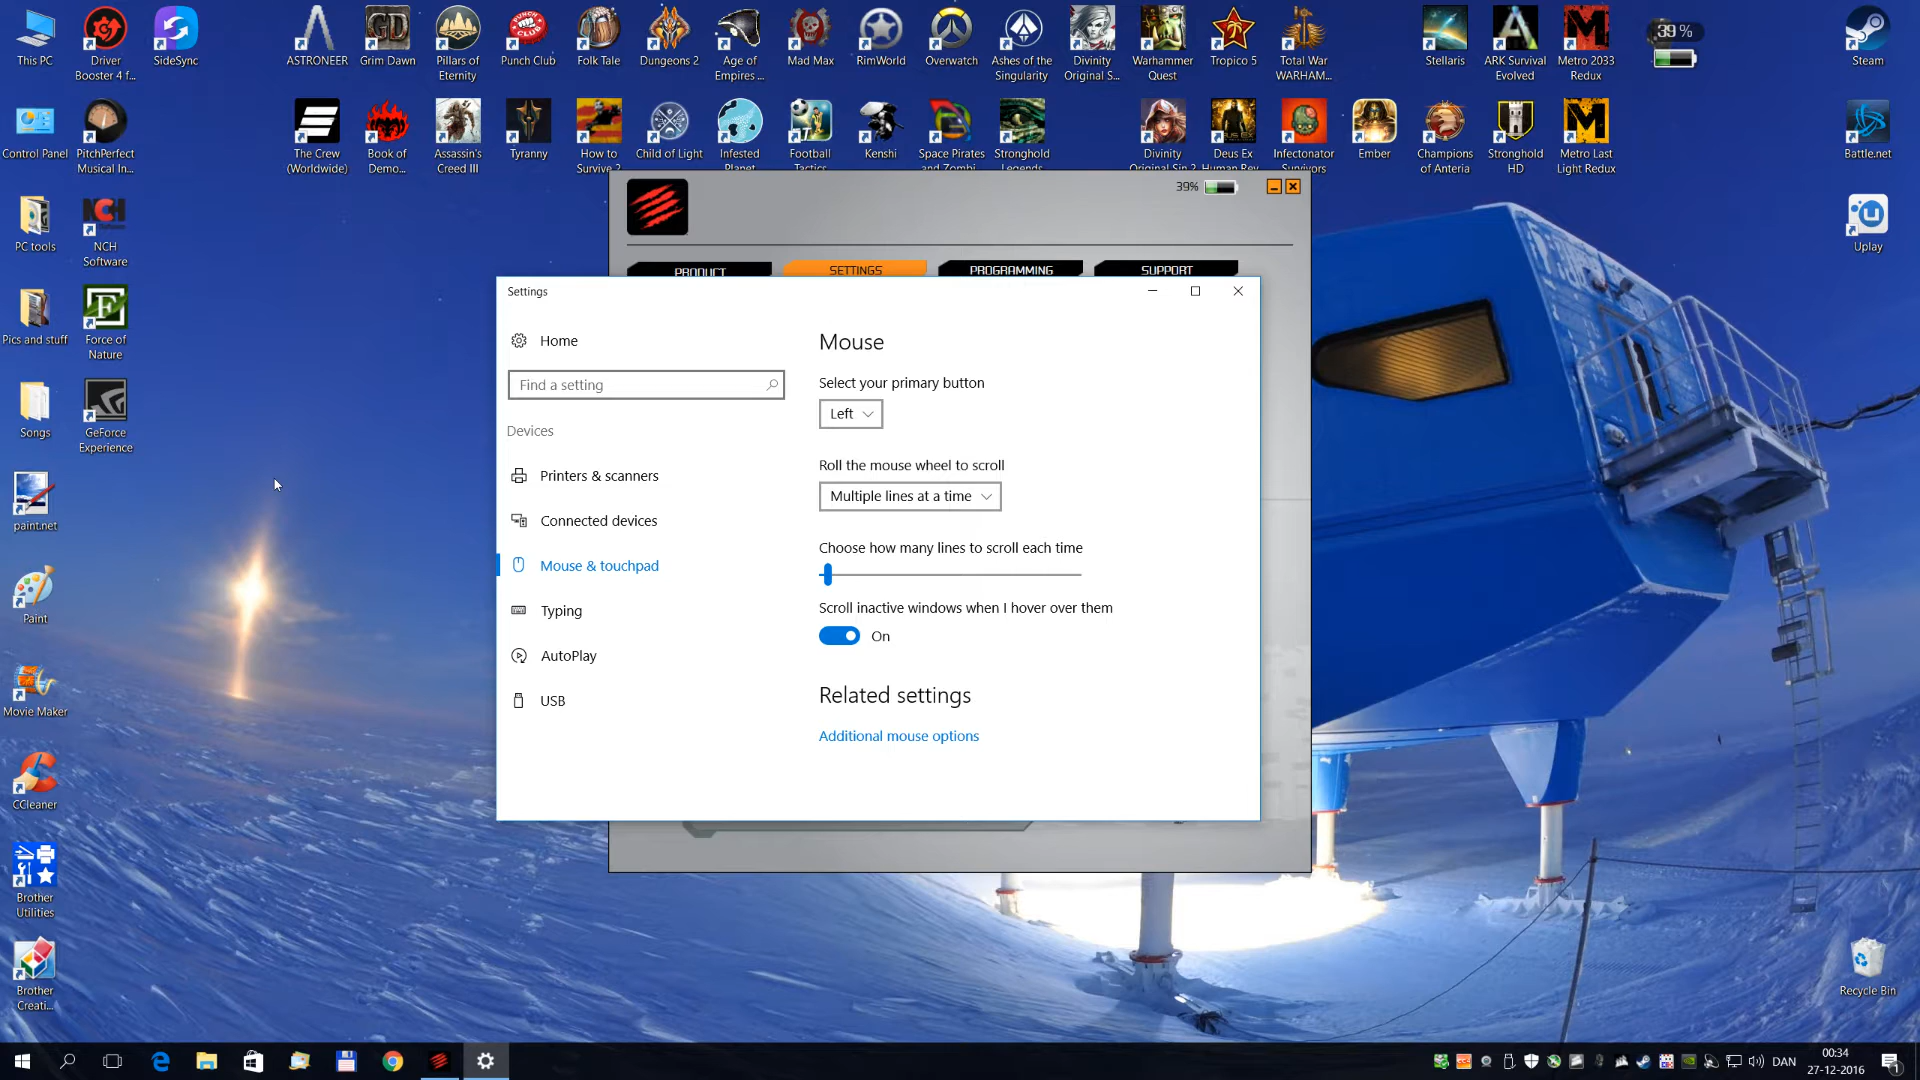 This PC
Driver
Booster 4 f...
SideSync
ASTRONEER
Grim Dawn
Pillars of
Eternity
Punch Club
Folk Tale
Dungeons 2
Age of
Empires ...
Mad Max
RimWorld
Overwatch
Ashes of the
Singularity
Divinity
Original S...
Warhammer
Quest
Tropico 5
Total War
WARHAM...
Stellaris
ARK Survival
Evolved
Metro 2033
Redux
39 %
Steam
Control Panel
PitchPerfect
Musical In...
The Crew
(Worldwide)
Book of
Demo...
Assassin's
Creed III
Tyranny
How to
Survive 2
Child of Light
Infested
Planet
Football
Tactics
Kenshi
Space Pirates
and Zombi...
Stronghold
Legends
Divinity
Original Sin 2
Deus Ex
Human Rev...
Infectonator
Survivors
Ember
Champions
of Anteria
Stronghold
HD
Metro Last
Light Redux
Battle.net
PC tools
NCH
Software
Uplay
Pics and stuff
Force of
Nature
Songs
GeForce
Experience
paint.net
Paint
Movie Maker
CCleaner
Brother
Utilities
Brother
Creati...
Recycle Bin
39%
PRODUCT
SETTINGS
PROGRAMMING
SUPPORT
Settings
Home
Find a setting
Devices
Printers & scanners
Connected devices
Mouse & touchpad
Typing
AutoPlay
USB
Mouse
Select your primary button
Left
Roll the mouse wheel to scroll
Multiple lines at a time
Choose how many lines to scroll each time
Scroll inactive windows when I hover over them
On
Related settings
Additional mouse options
DAN
00:34
27-12-2016
1